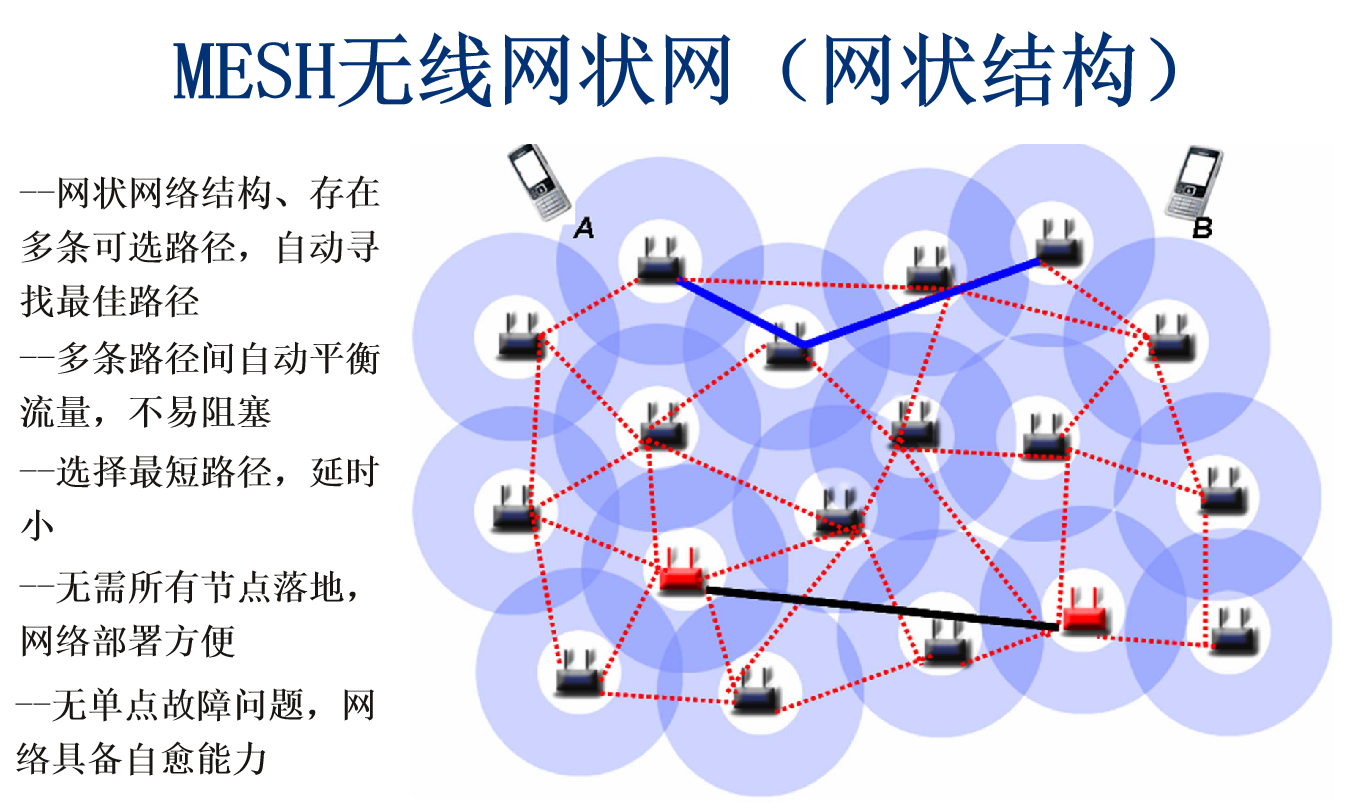 MESH无线网状网（网状结构）
--网状网络结构、存在
多条可选路径，自动寻
找最佳路径
--多条路径间自动平衡
流量，不易阻塞
--选择最短路径，延时
小
--无需所有节点落地，
网络部署方便
--无单点故障问题，网
络具备自愈能力
A
B